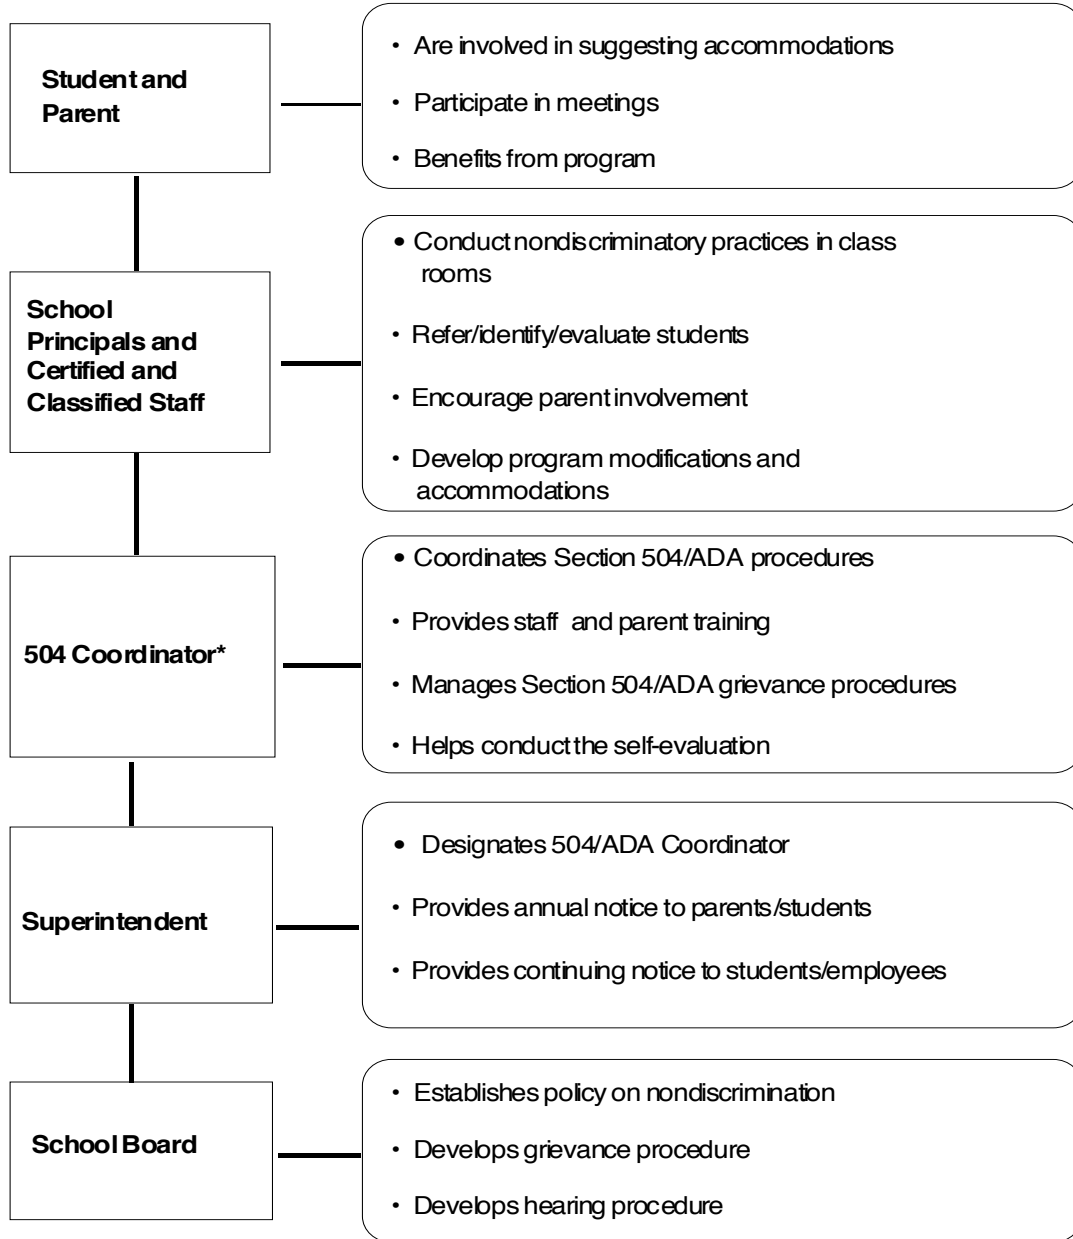 Student and
Parent
• Are involved in suggesting accommodations
• Participate in meetings
• Benefits from program
School
Principals and
Certified and
Classified Staff
• Conduct nondiscriminatory practices in class
rooms
• Refer/identify/evaluate students
• Encourage parent involvement
• Develop program modifications and
accommodations
504 Coordinator*
• Coordinates Section 504/ADA procedures
• Provides staff and parent training
• Manages Section 504/ADA grievance procedures
• Helps conduct the self-evaluation
Superintendent
• Designates 504/ADA Coordinator
• Provides annual notice to parents/students
• Provides continuing notice to students/employees
School Board
• Establishes policy on nondiscrimination
• Develops grievance procedure
• Develops hearing procedure